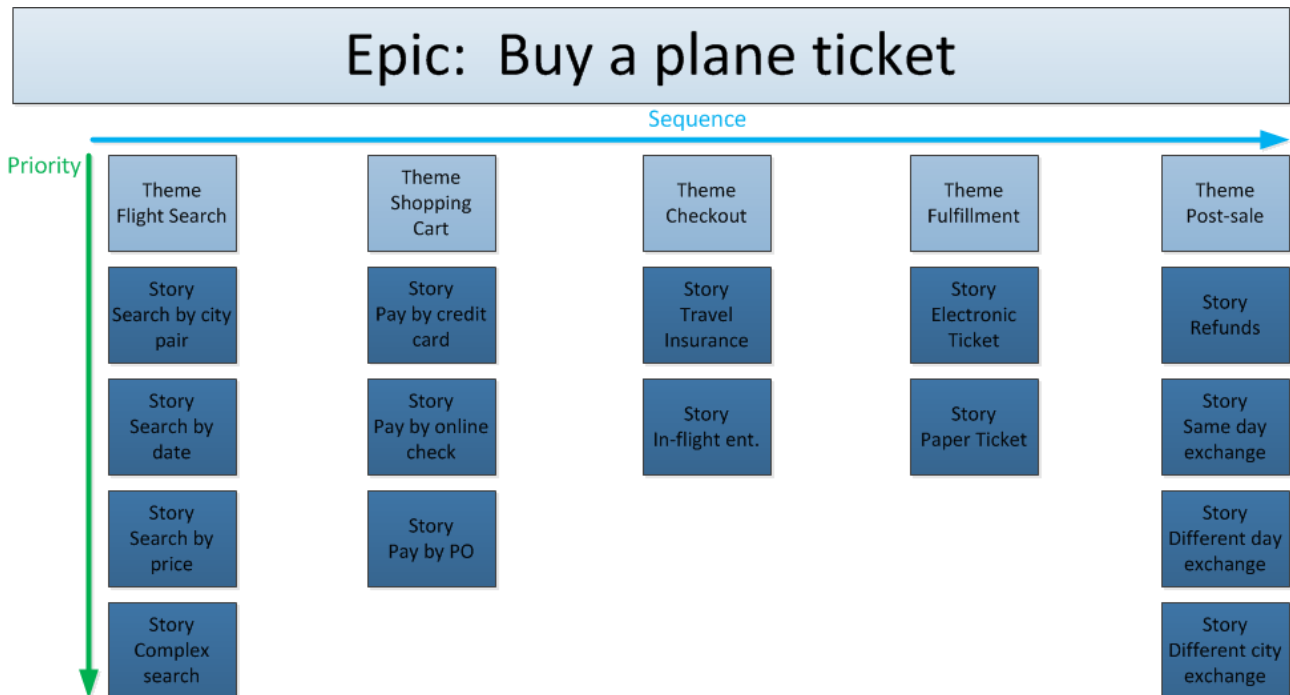 Epic:  Buy a plane ticket
Sequence
Priority
Theme
Flight Search
Theme
Shopping
Cart
Theme
Checkout
Theme
Fulfillment
Theme
Post-sale
Story
Search by city
pair
Story
Pay by credit
card
Story
Travel
Insurance
Story
Electronic
Ticket
Story
Refunds
Story
Search by
date
Story
Pay by online
check
Story
In-flight ent.
Story
Paper Ticket
Story
Same day
exchange
Story
Search by
price
Story
Pay by PO
Story
Different day
exchange
Story
Complex
search
Story
Different city
exchange